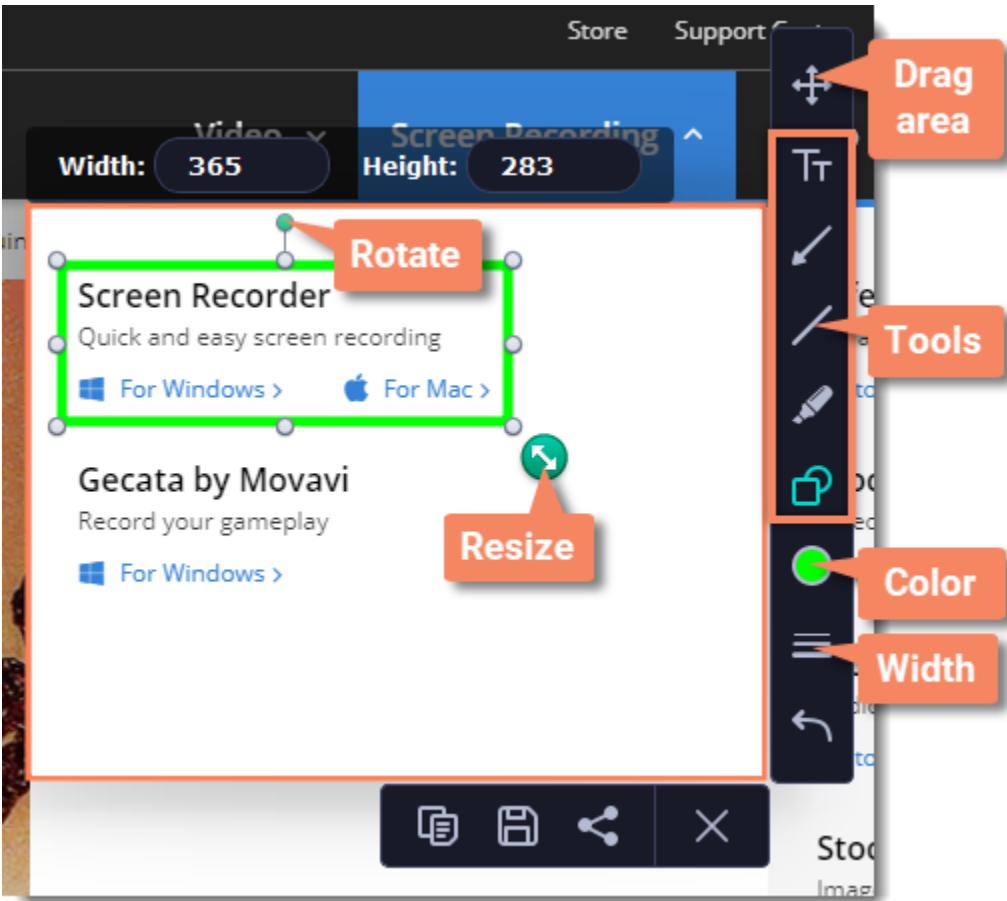 Store Support
Drag
area
Video
Screen Recording
Width: 365 Height: 283
Rotate
Screen Recorder
Quick and easy screen recording
For Windows > For Mac >
Tools
Gecata by Movavi
Record your gameplay
For Windows >
Resize
Color
Width
TT